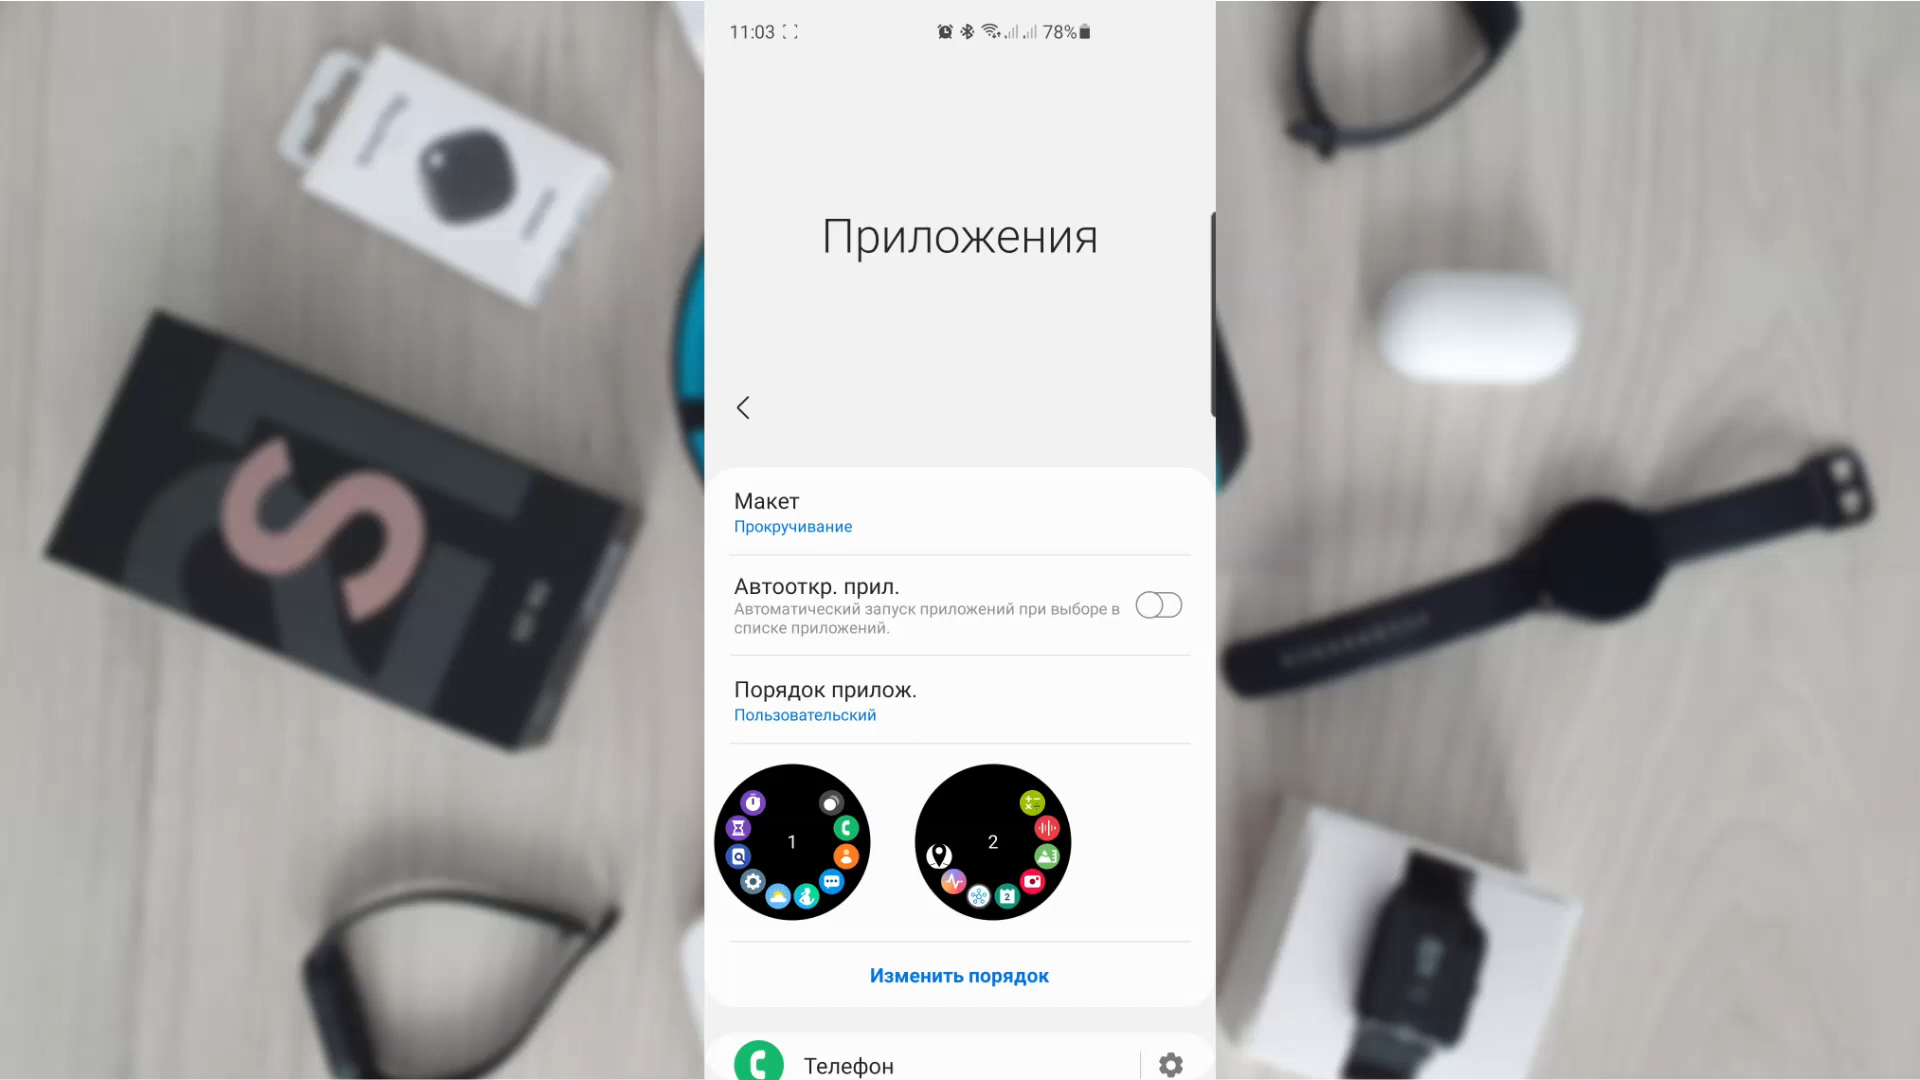 11:03
78%
Приложения
Макет
Прокручивание
Автооткр. прил.
Автоматический запуск приложений при выборе в
списке приложений.
Порядок прилож.
Пользовательский
1
2
2
Изменить порядок
Телефон
S